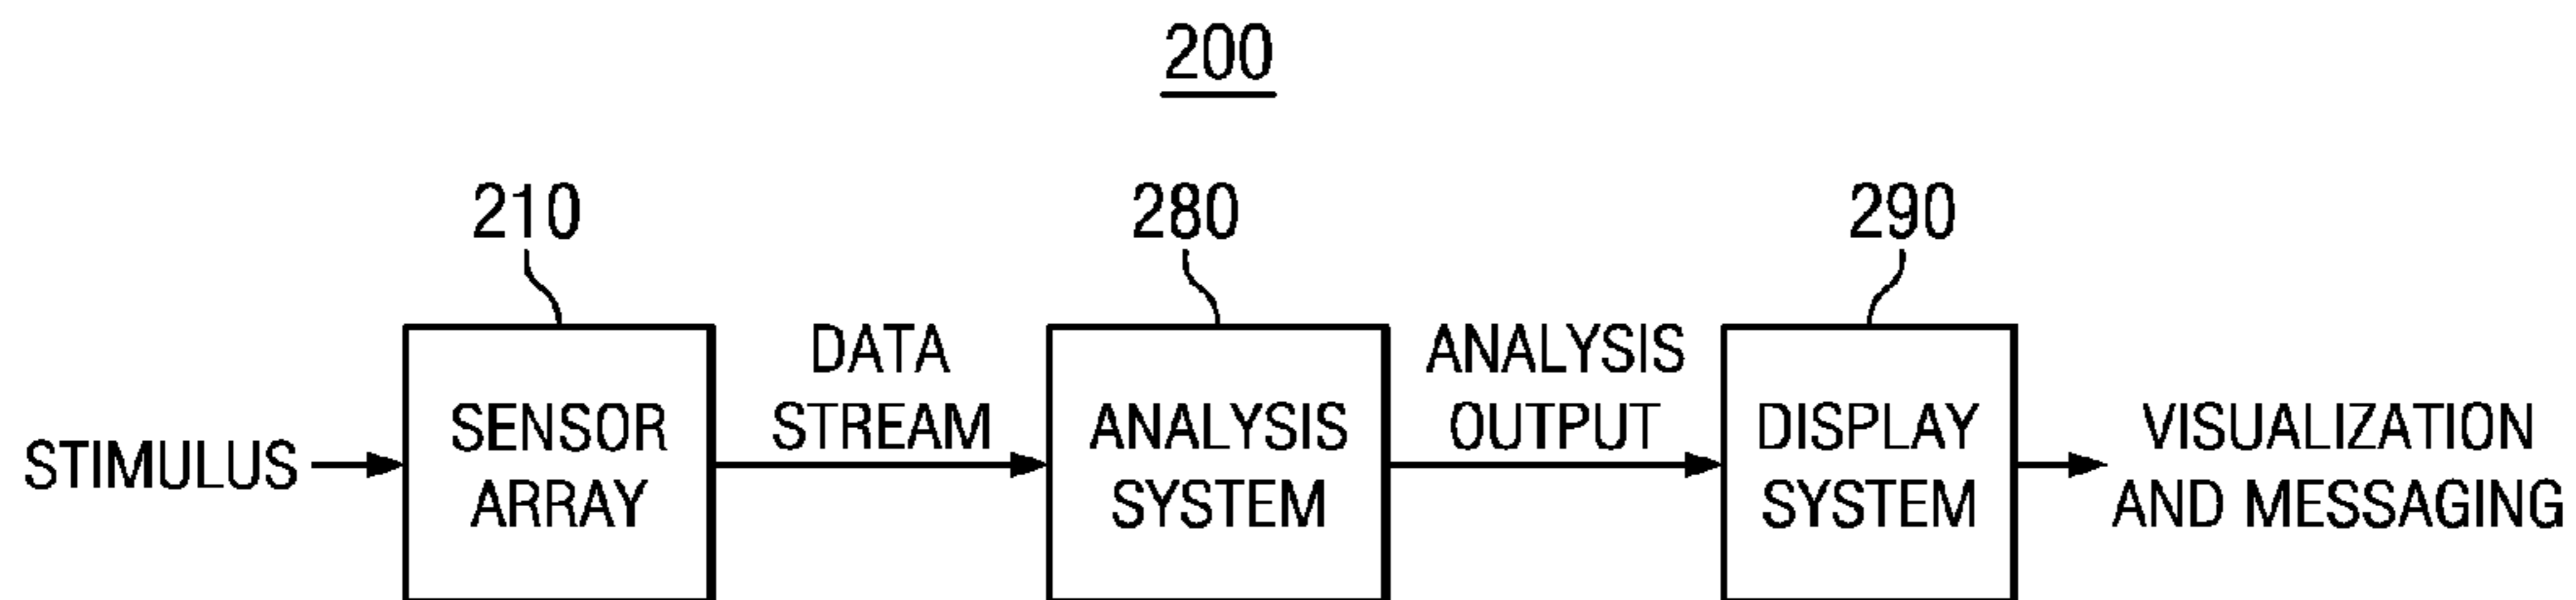 200
210
280
290
STIMULUS
SENSOR
ARRAY
DATA
STREAM
ANALYSIS
SYSTEM
ANALYSIS
OUTPUT
DISPLAY
SYSTEM
VISUALIZATION
AND MESSAGING